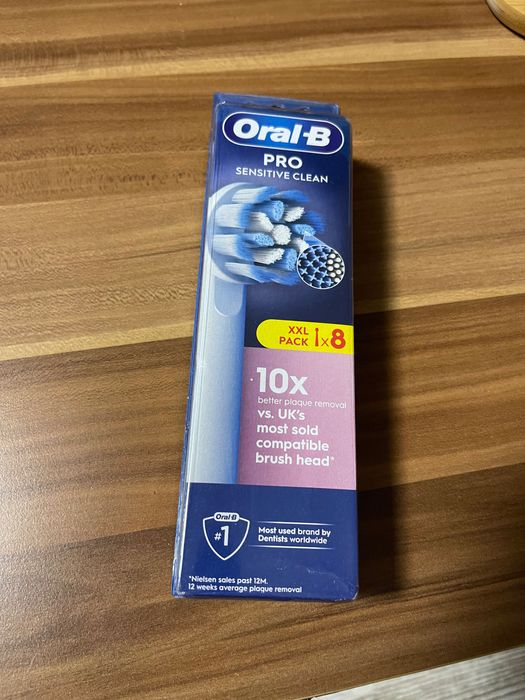 Oral-B
PRO
SENSITIVE CLEAN
XXL
PACK x8
10x
better plaque removal
vs. UK's
most sold
compatible
brush head*
Oral-B
#1
Most used brand by
Dentists worldwide
*Nielsen sales past 12M.
12 weeks average plaque removal